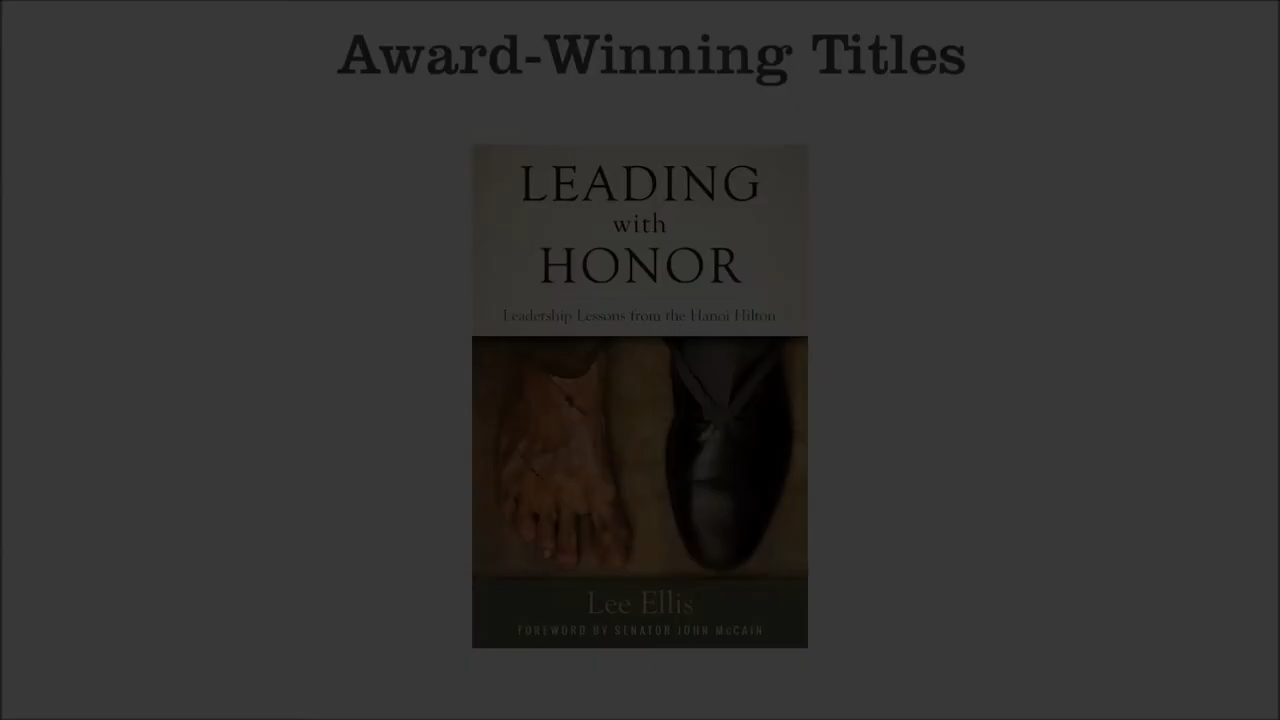 Award-Winning Titles
LEADING
with
HONOR
Leadership Lessons from the Hanoi Hilton
Lee Ellis
FOREWORD BY SENATOR JOHN McCAIN